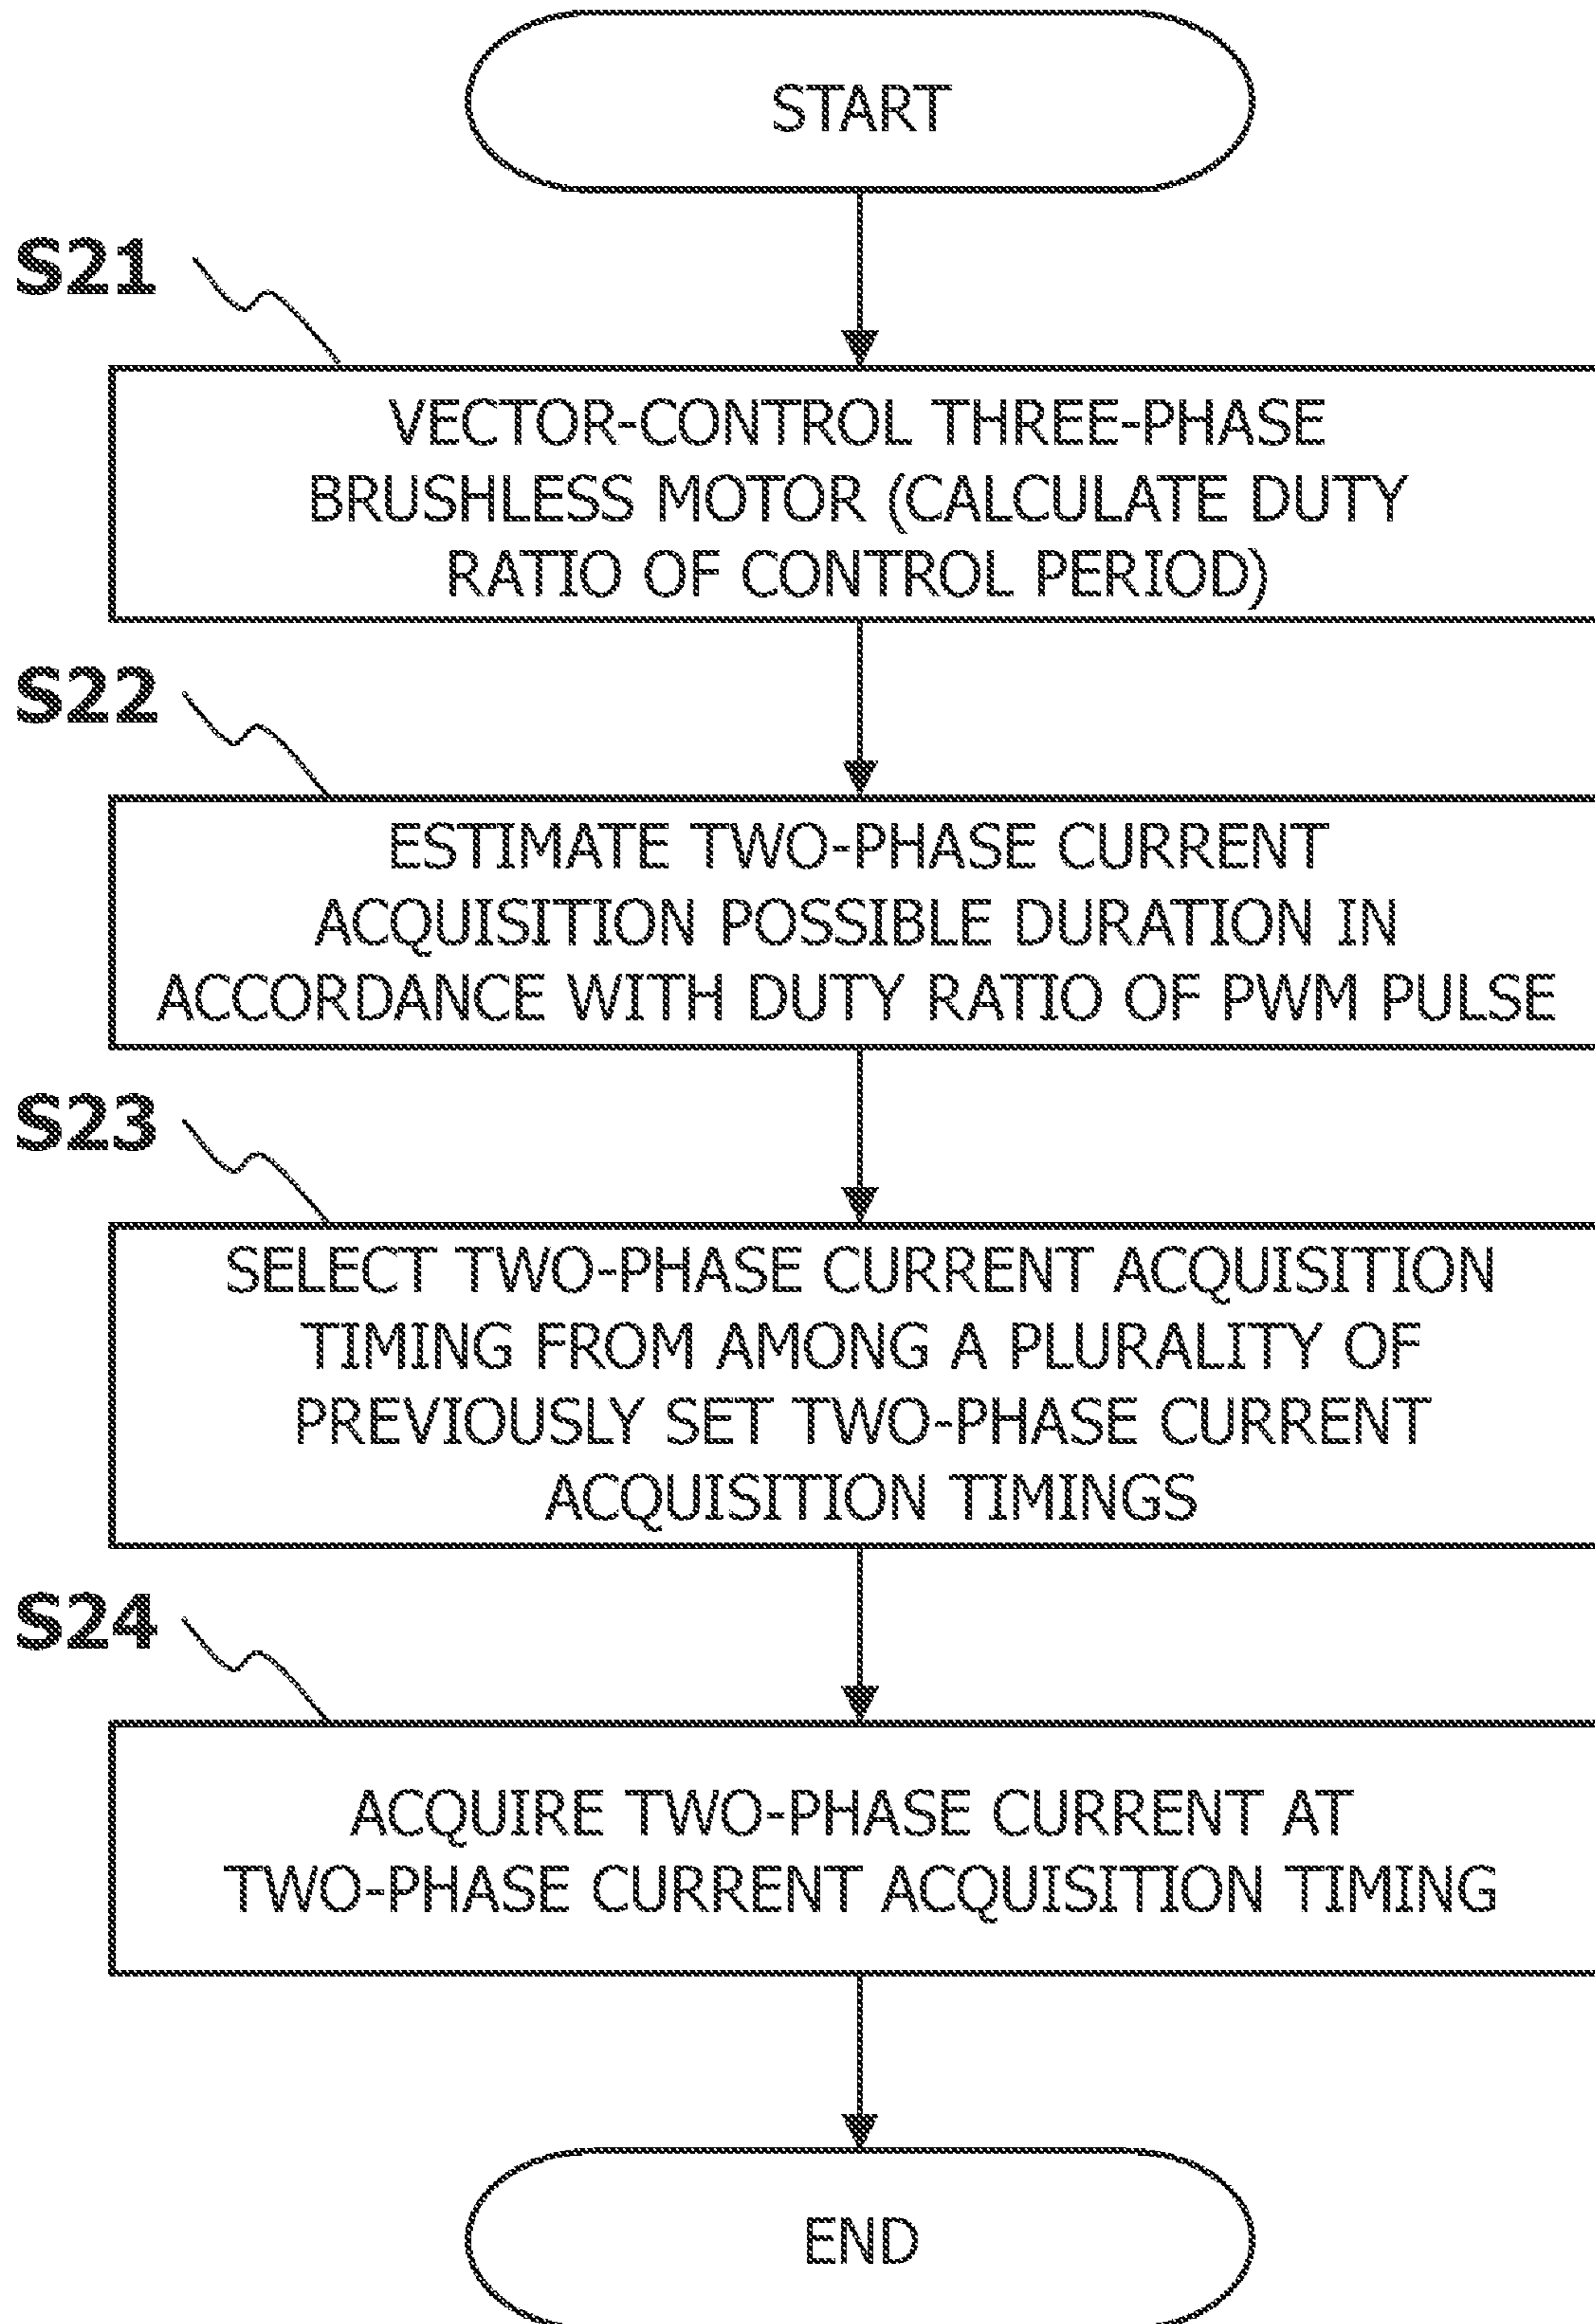 START
S21
VECTOR-CONTROL THREE-PHASE
BRUSHLESS MOTOR (CALCULATE DUTY
RATIO OF CONTROL PERIOD)
S22
ESTIMATE TWO-PHASE CURRENT
ACQUISITION POSSIBLE DURATION IN
ACCORDANCE WITH DUTY RATIO OF PWM PULSE
S23
SELECT TWO-PHASE CURRENT ACQUISITION
TIMING FROM AMONG A PLURALITY OF
PREVIOUSLY SET TWO-PHASE CURRENT
ACQUISITION TIMINGS
S24
ACQUIRE TWO-PHASE CURRENT AT
TWO-PHASE CURRENT ACQUISITION TIMING
END